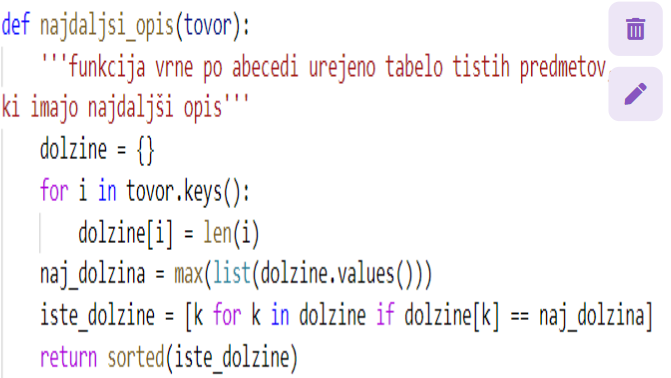 def najdaljsi_opis(tovor):
    '''funkcija vrne po abecedi urejeno tabelo tistih predmetov,
ki imajo najdaljši opis'''
    dolzine = {}
    for i in tovor.keys():
        dolzine[i] = len(i)
    naj_dolzina = max(list(dolzine.values()))
    iste_dolzine = [k for k in dolzine if dolzine[k] == naj_dolzina]
    return sorted(iste_dolzine)